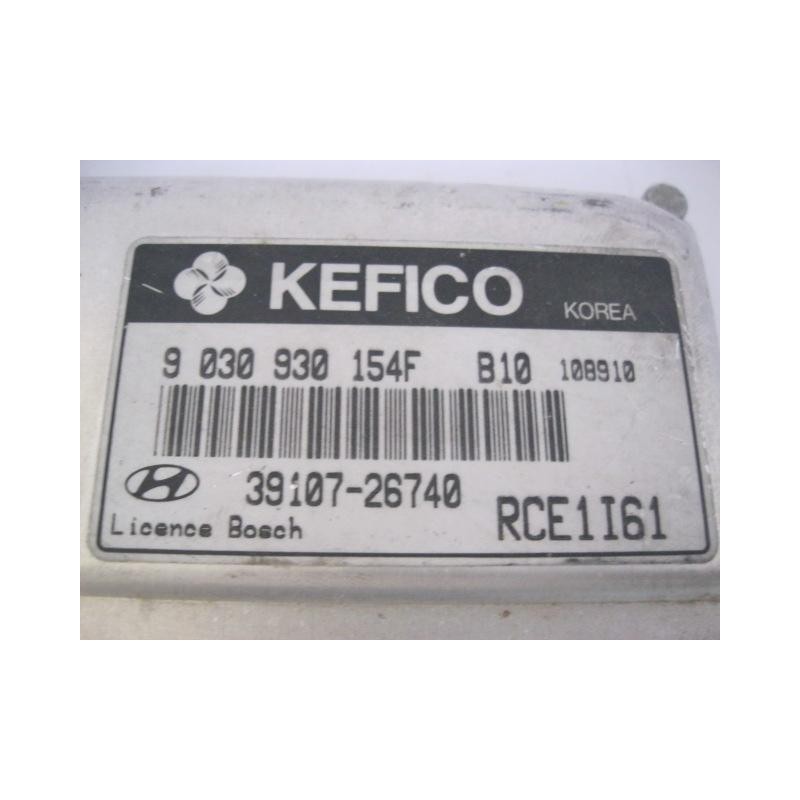 KEFICO KOREA
9 030 930 154F B10 108910
39107-26740
Licence Bosch RCE1I61